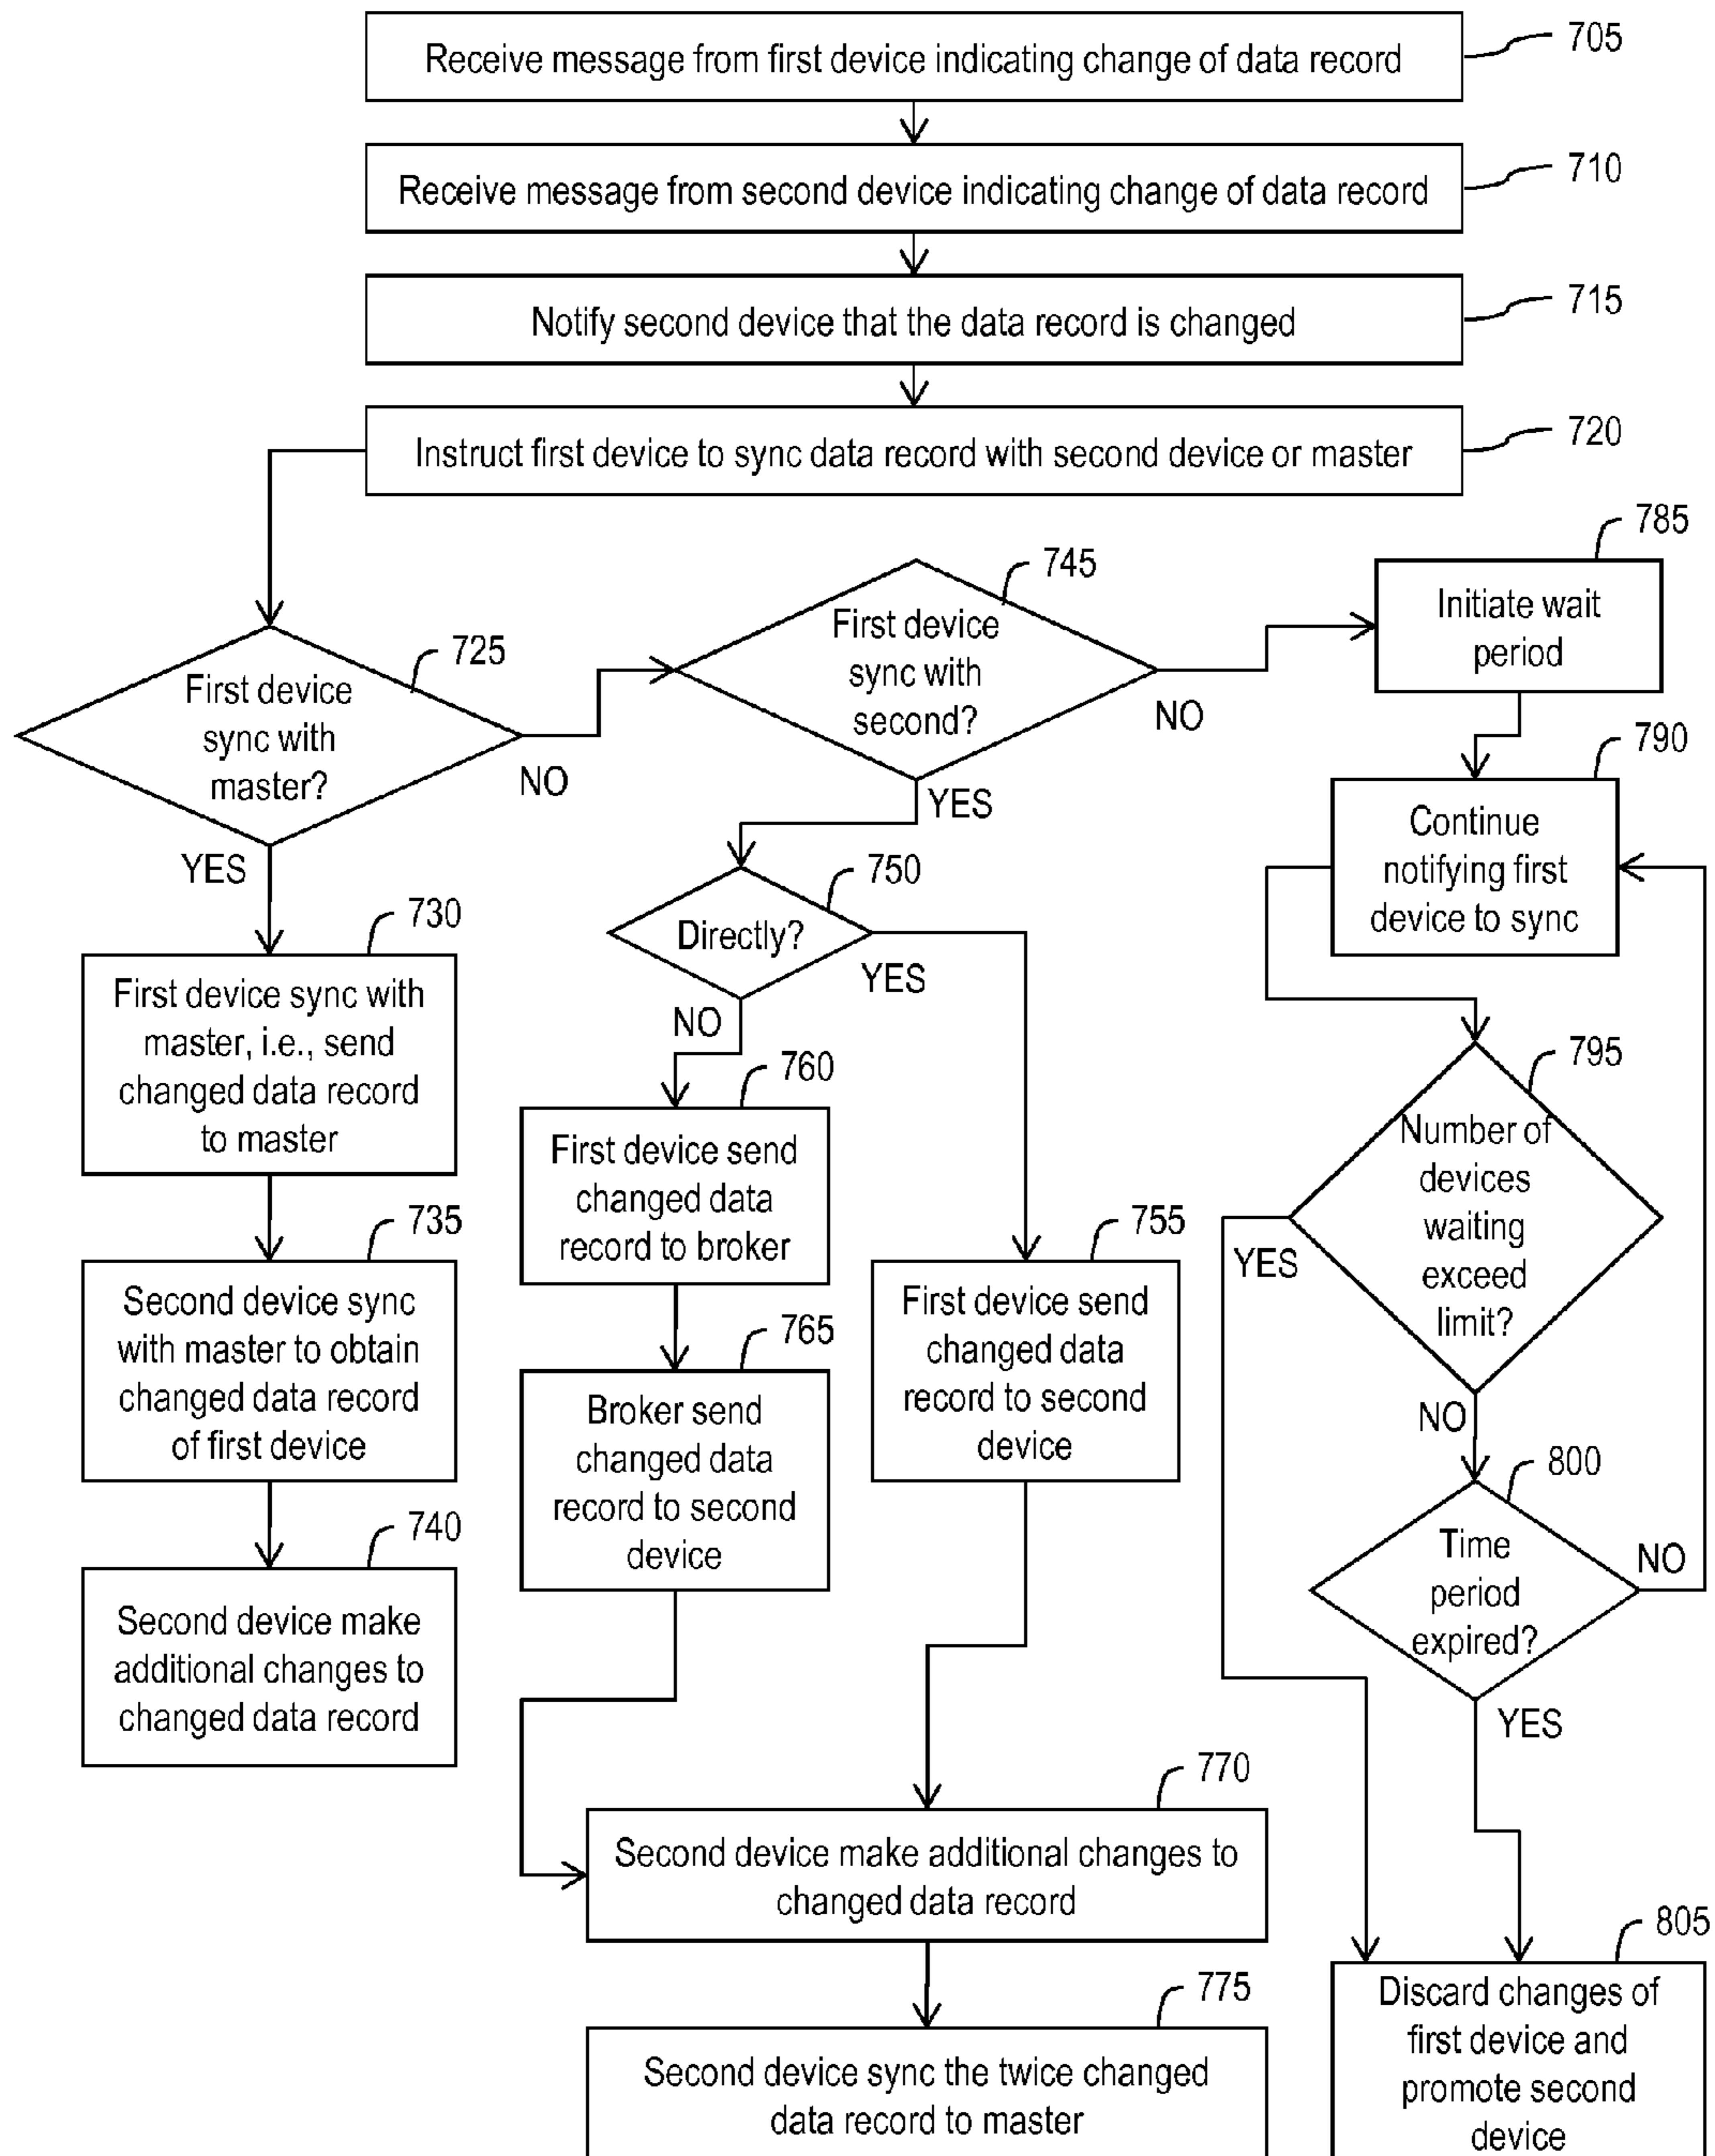 Receive message from first device indicating change of data record
705
Receive message from second device indicating change of data record
710
Notify second device that the data record is changed
715
Instruct first device to sync data record with second device or master
720
725
First device
sync with
master?
NO
YES
730
First device sync with
master, i.e., send
changed data record
to master
735
Second device sync
with master to obtain
changed data record
of first device
740
Second device make
additional changes to
changed data record
745
First device
sync with
second?
NO
YES
750
Directly?
YES
NO
760
First device send
changed data
record to broker
765
Broker send
changed data
record to second
device
755
First device send
changed data
record to second
device
770
Second device make additional changes to
changed data record
775
Second device sync the twice changed
data record to master
785
Initiate wait
period
790
Continue
notifying first
device to sync
795
Number of
devices
waiting
exceed
limit?
YES
NO
800
Time
period
expired?
NO
YES
805
Discard changes of
first device and
promote second
device